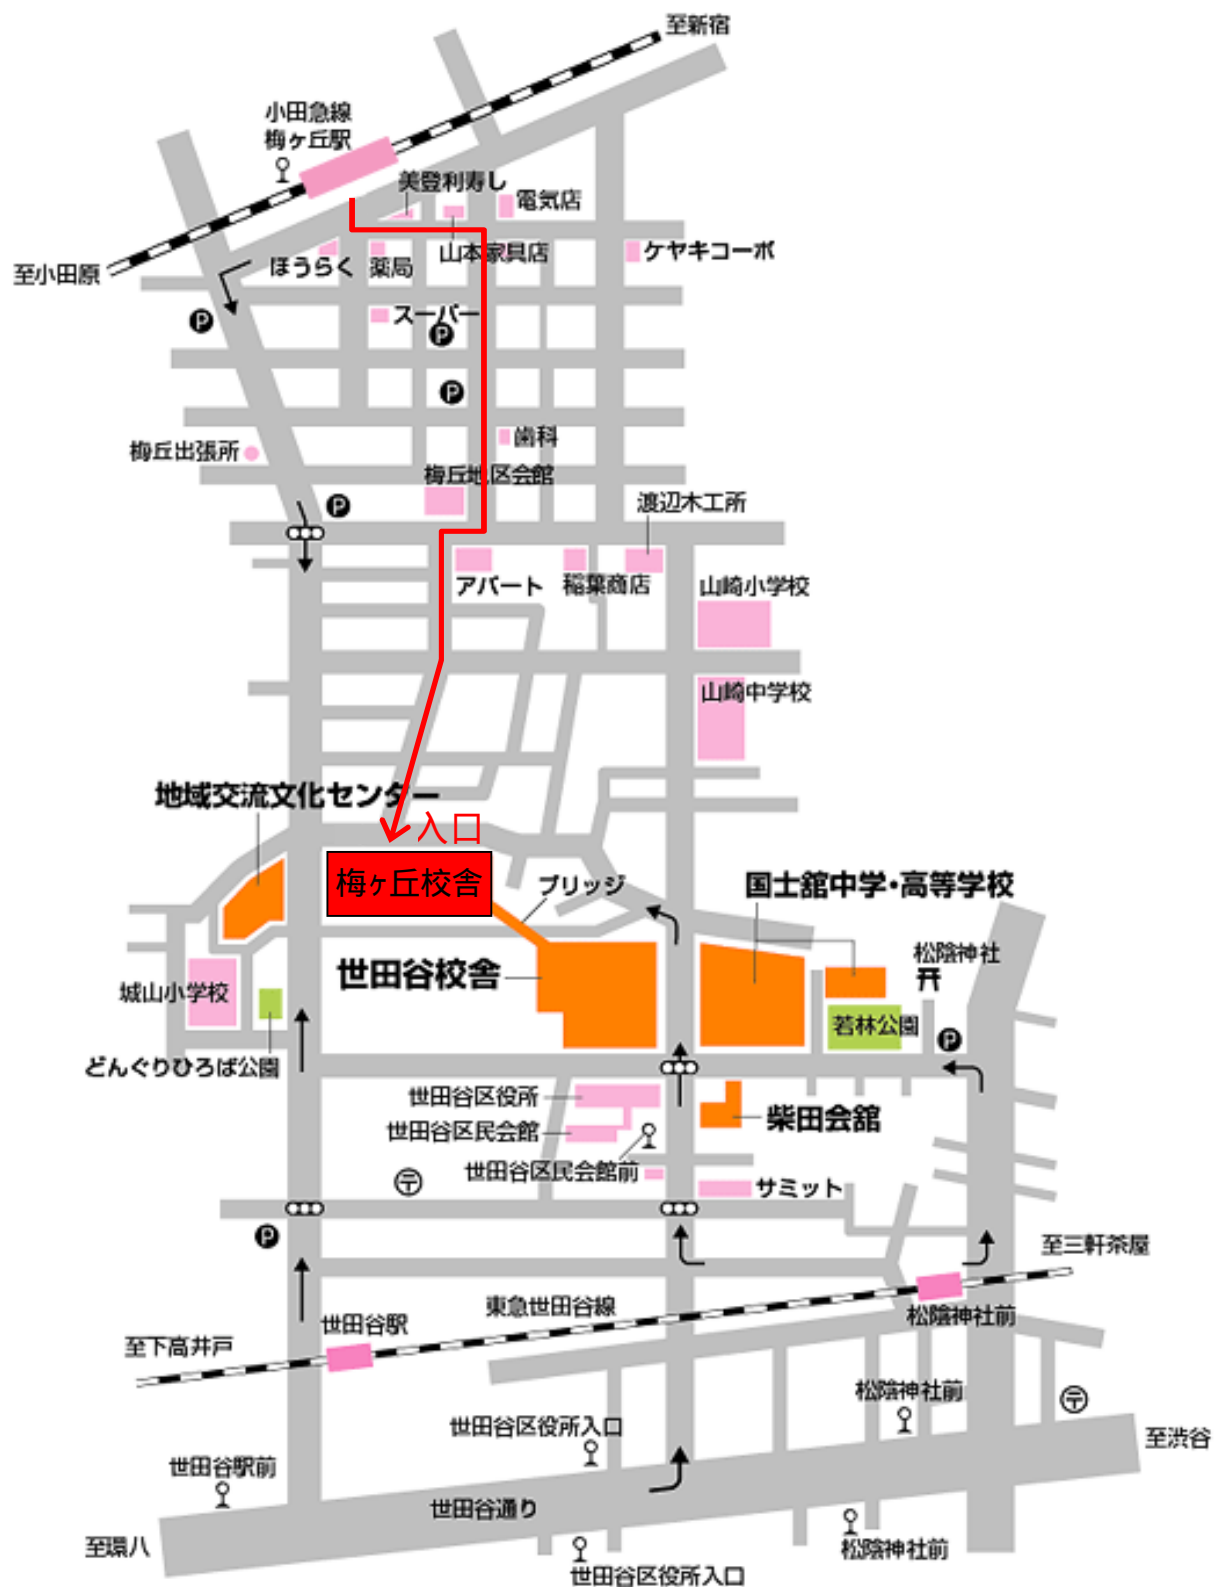 至新宿
小田急線
梅ヶ丘駅
美登利寿し
電気店
至小田原
ほうらく
薬局
山本家具店
ケヤキコーポ
P
スーパー
P
P
歯科
梅丘出張所
梅丘地区会館
P
渡辺木工所
アパート
稲葉商店
山崎小学校
山崎中学校
地域交流文化センター
入口
梅ヶ丘校舎
ブリッジ
国士舘中学・高等学校
世田谷校舎
松陰神社
城山小学校
若林公園
P
どんぐりひろば公園
世田谷区役所
世田谷区民会館
柴田会舘
世田谷区民会館前
サミット
〒
P
至三軒茶屋
東急世田谷線
世田谷駅
松陰神社前
至下高井戸
松陰神社前
〒
世田谷区役所入口
至渋谷
世田谷駅前
世田谷通り
至環八
松陰神社前
世田谷区役所入口